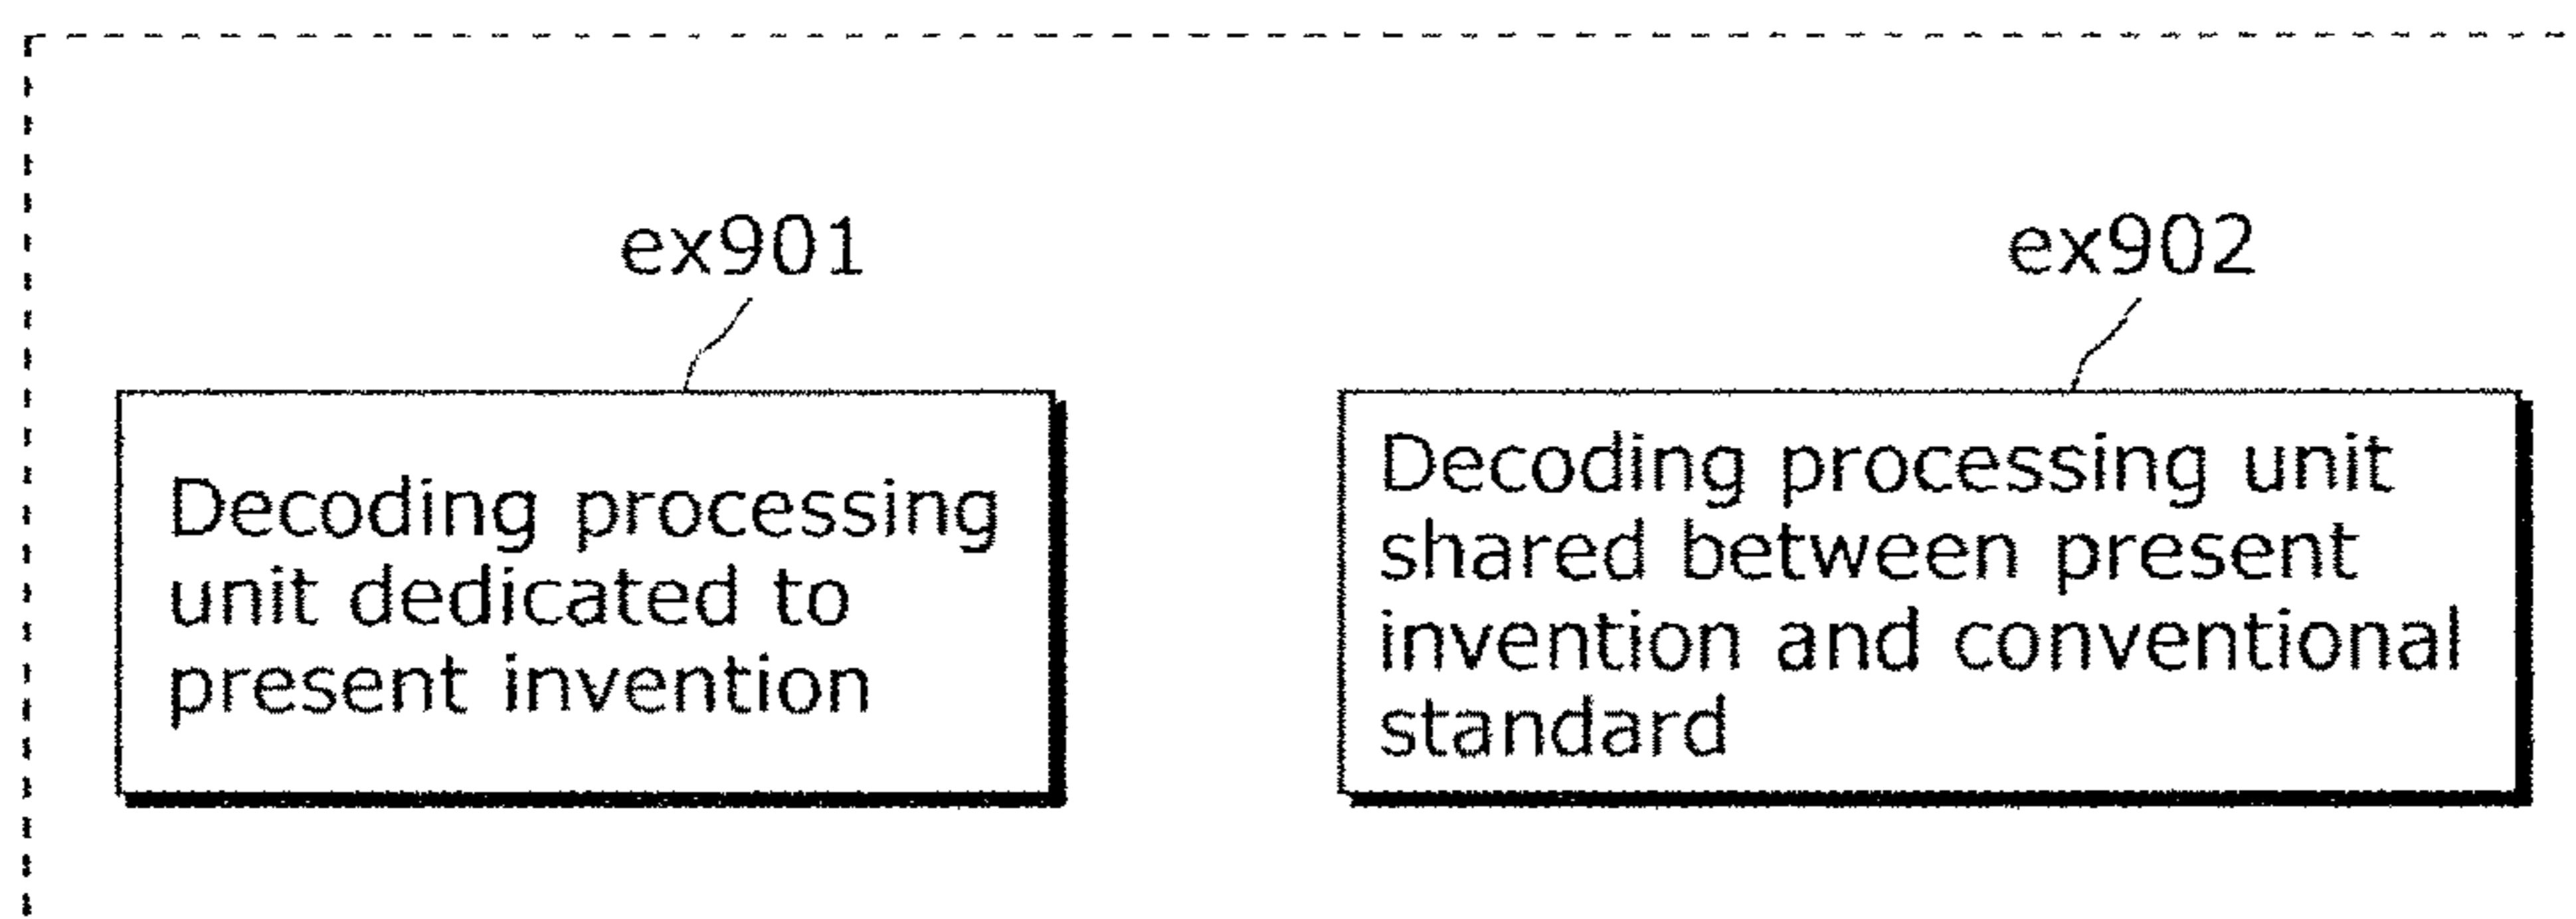 ex901
ex902
Decoding processing
unit dedicated to
present invention
Decoding processing unit
shared between present
invention and conventional
standard